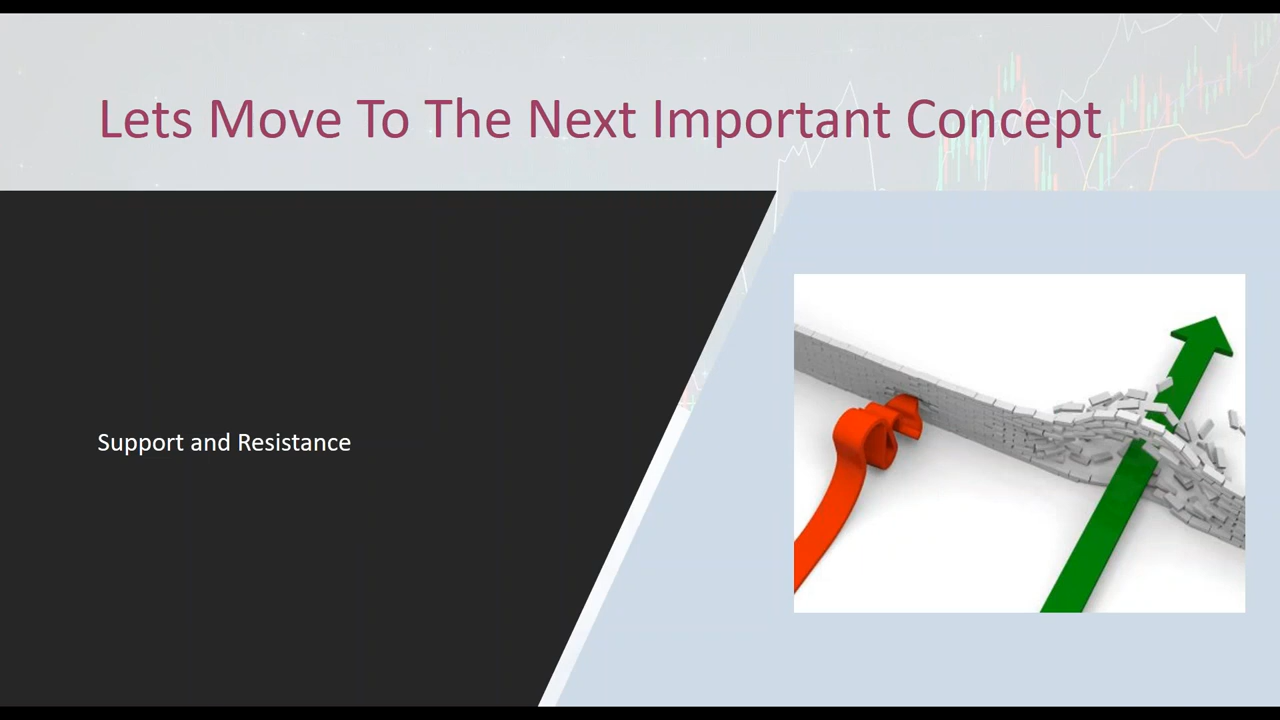 Lets Move To The Next Important Concept
Support and Resistance